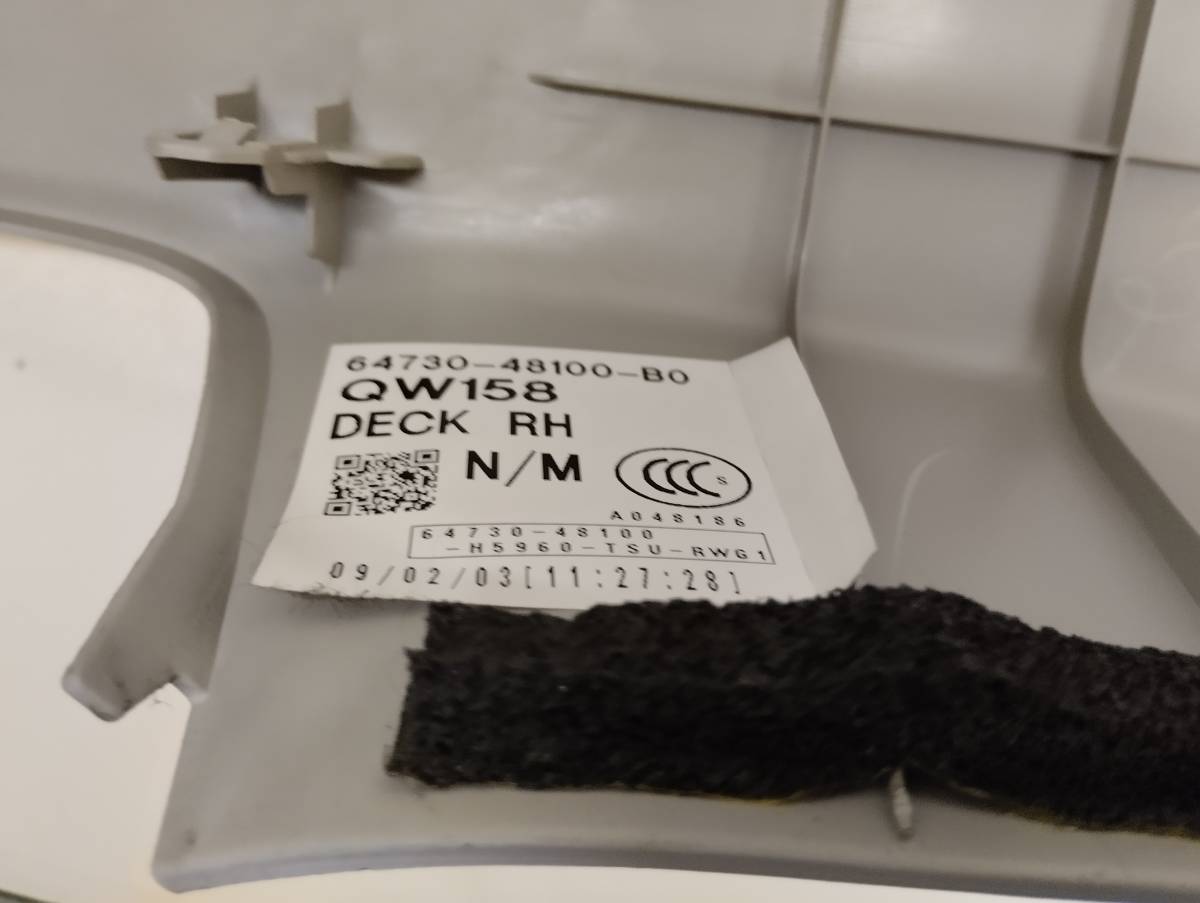 64730-48100-B0
QW158
DECK RH
N/M
CCC S
A048186
64730-48100
-H5960-TSU-RWG1
09/02/03[11:27:28]